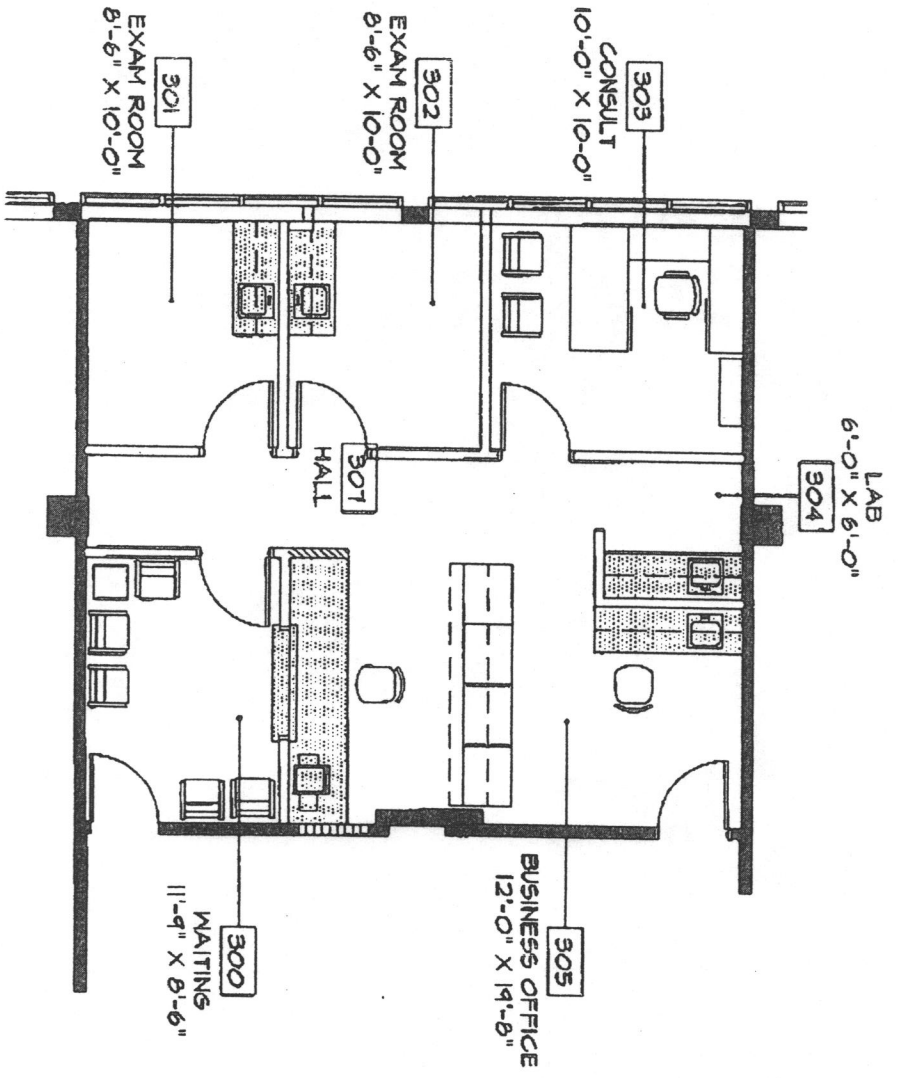 LAB
6'-0" X 6'-0"
304
303
CONSULT
10'-0" X 10-0"
305
BUSINESS OFFICE
12'-0" X 19'-8"
302
EXAM ROOM
8'-6" X 10-0"
307
HALL
300
WAITING
11'-9" X 8'-6"
301
EXAM ROOM
8'-6" X 10'-0"